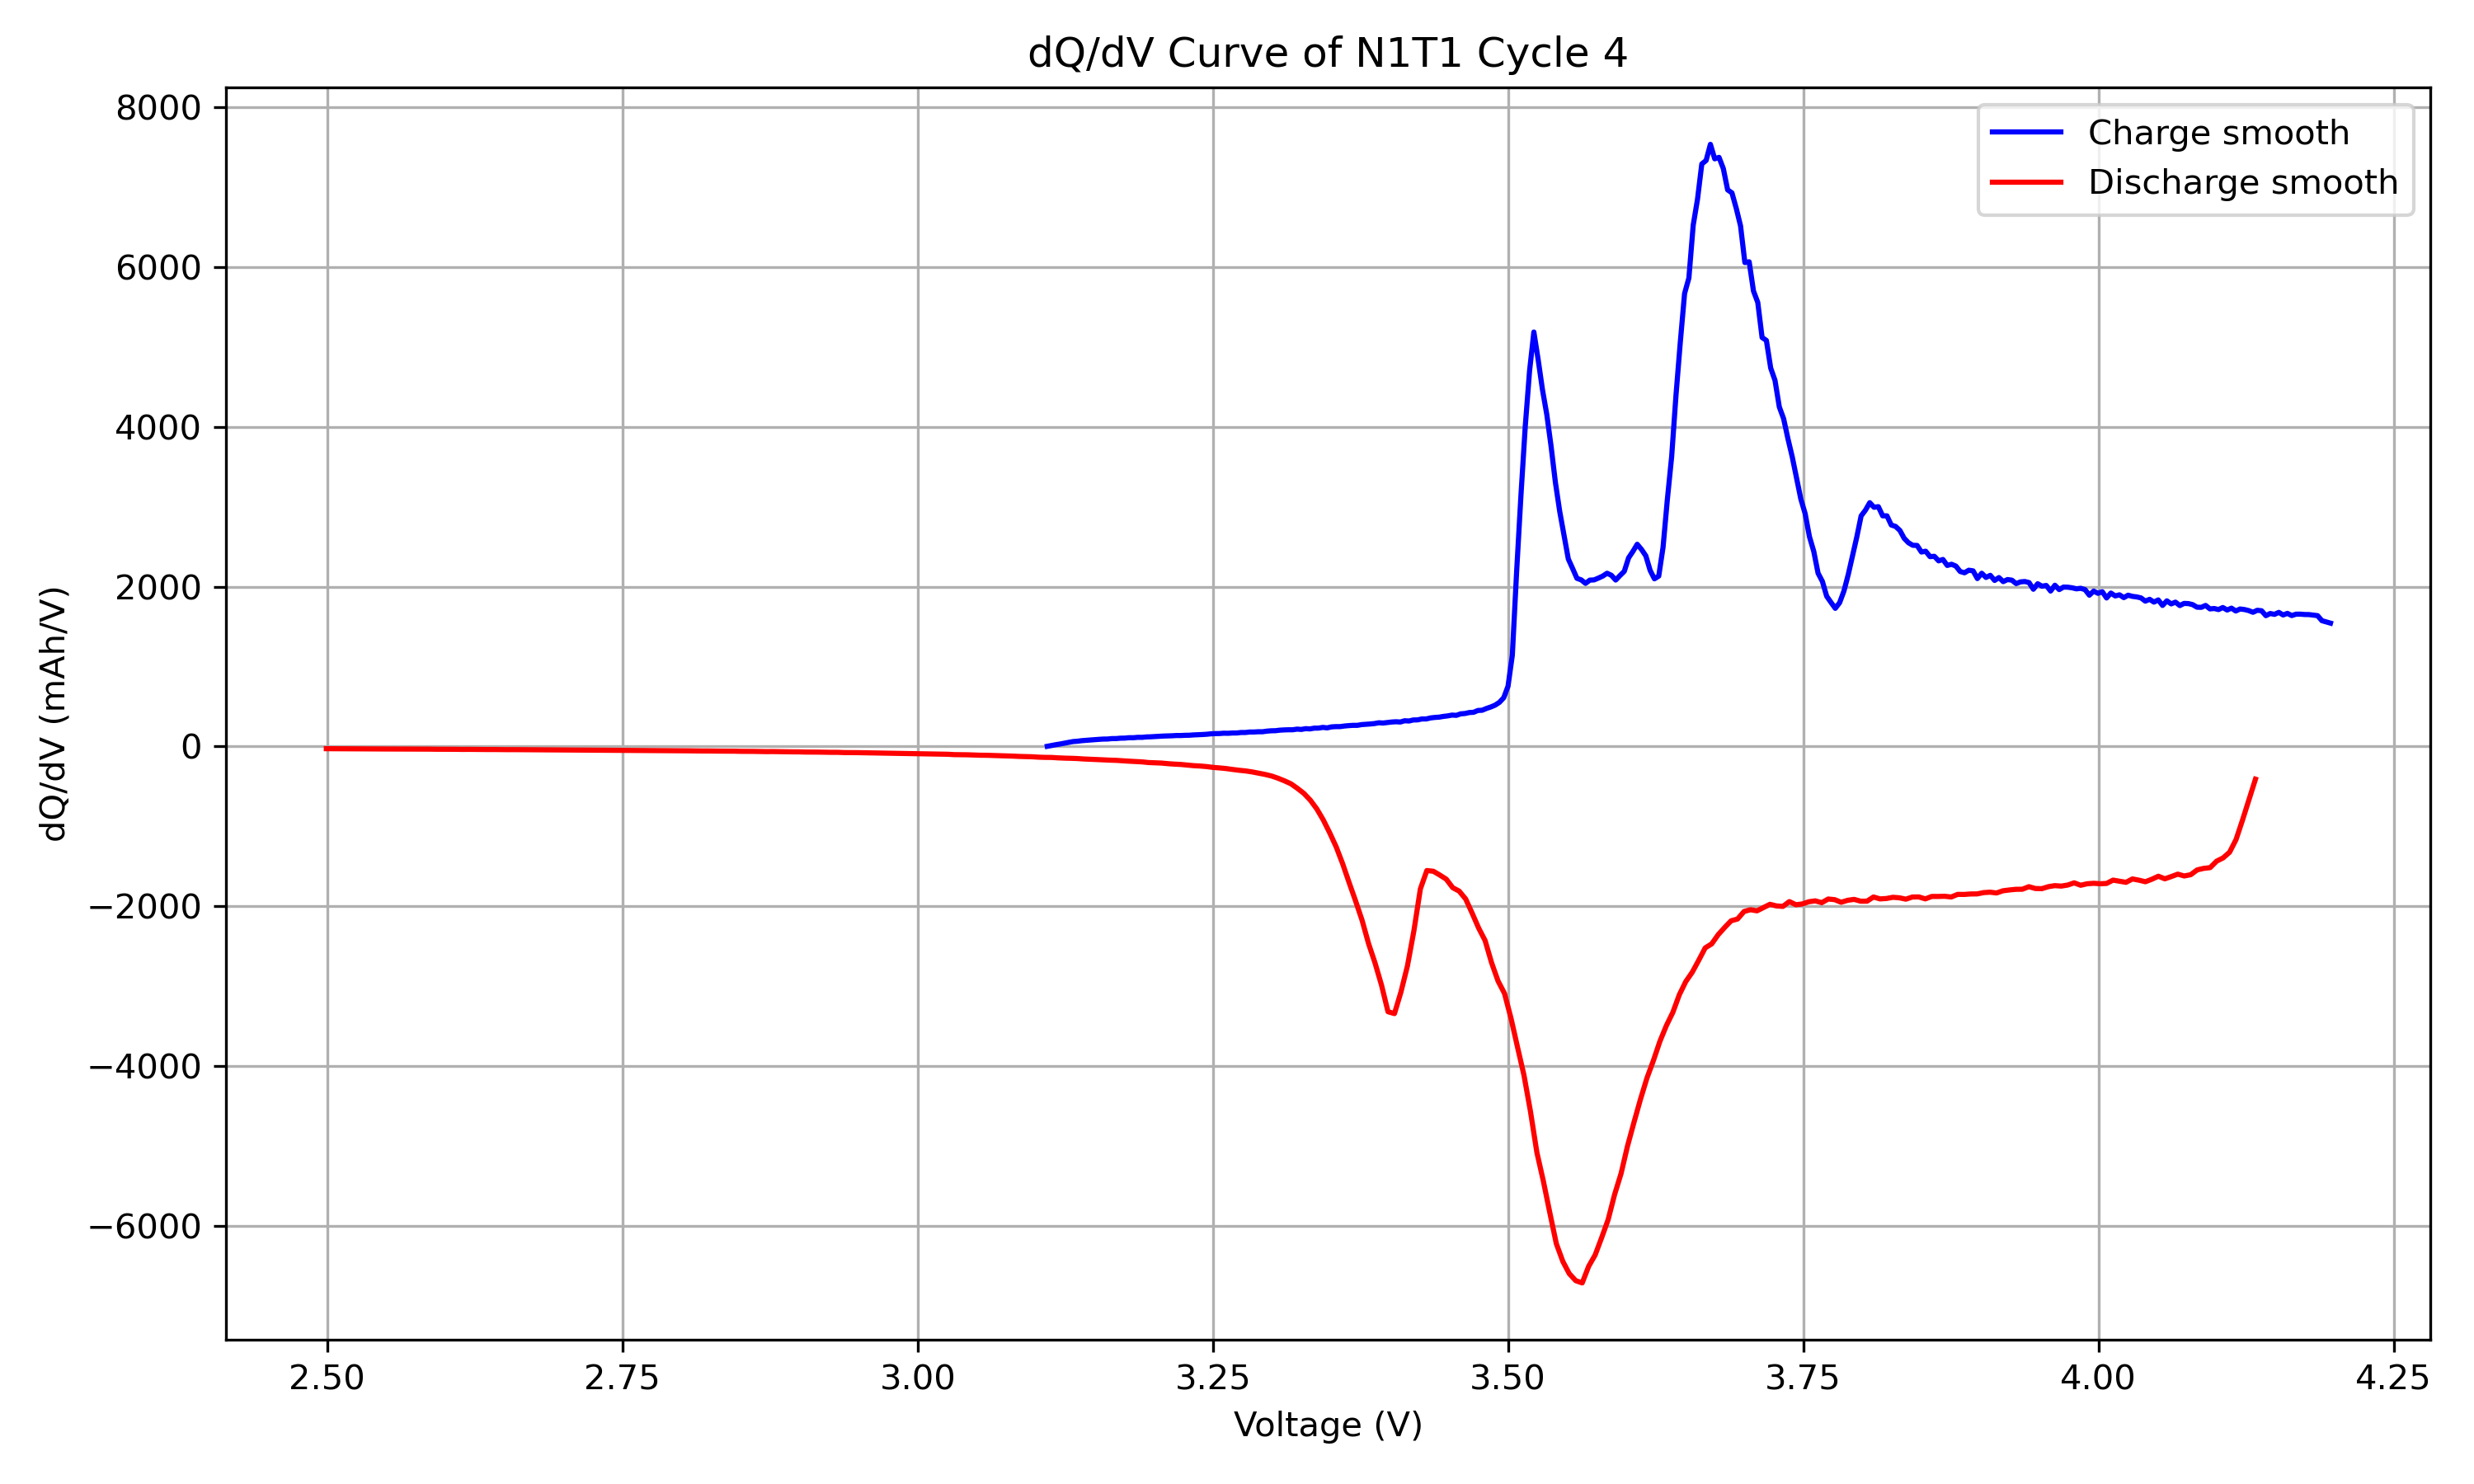 dQ/dV Curve of N1T1 Cycle 4
Charge smooth
Discharge smooth
dQ/dV (mAh/V)
8000
6000
4000
2000
0
−2000
−4000
−6000
2.50 2.75 3.00 3.25 3.50 3.75 4.00 4.25
Voltage (V)